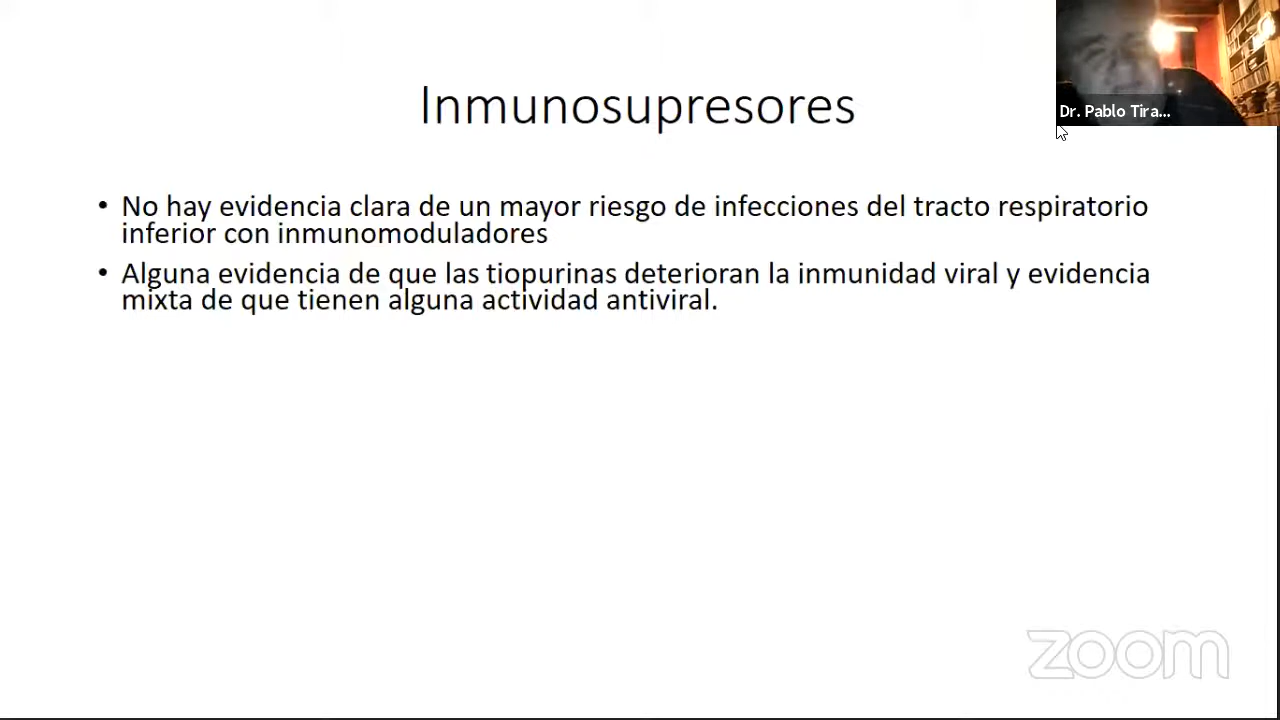 Inmunosupresores
Dr. Pablo Tira...
• No hay evidencia clara de un mayor riesgo de infecciones del tracto respiratorio
inferior con inmunomoduladores
• Alguna evidencia de que las tiopurinas deterioran la inmunidad viral y evidencia
mixta de que tienen alguna actividad antiviral.
zoom